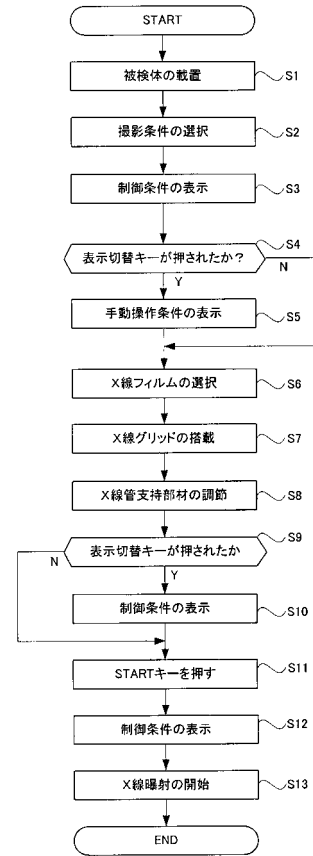 START
被検体の載置
S1
撮影条件の選択
S2
制御条件の表示
S3
表示切替キーが押されたか？
S4
N
Y
手動操作条件の表示
S5
X線フィルムの選択
S6
X線グリッドの搭載
S7
X線管支持部材の調節
S8
表示切替キーが押されたか
S9
N
Y
制御条件の表示
S10
STARTキーを押す
S11
制御条件の表示
S12
X線曝射の開始
S13
END